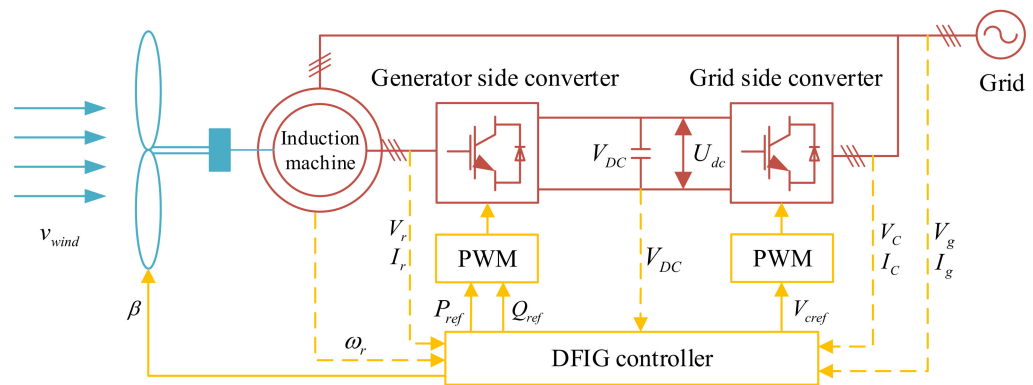 Grid
Generator side converter
Grid side converter
Induction
machine
V_DC
U_dc
v_wind
V_r
I_r
PWM
V_DC
PWM
V_C
I_C
V_g
I_g
β
P_ref
Q_ref
V_cref
ω_r
DFIG controller